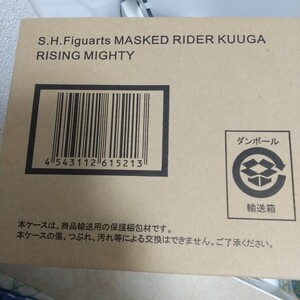 S.H.Figuarts MASKED RIDER KUUGA
RISING MIGHTY
4 543112 615213
ダンボール
輸送箱
本ケースは、商品輸送用の保護梱包材です。
本ケースの傷、つぶれ、汚れ等による交換はできません。ご了承ください。